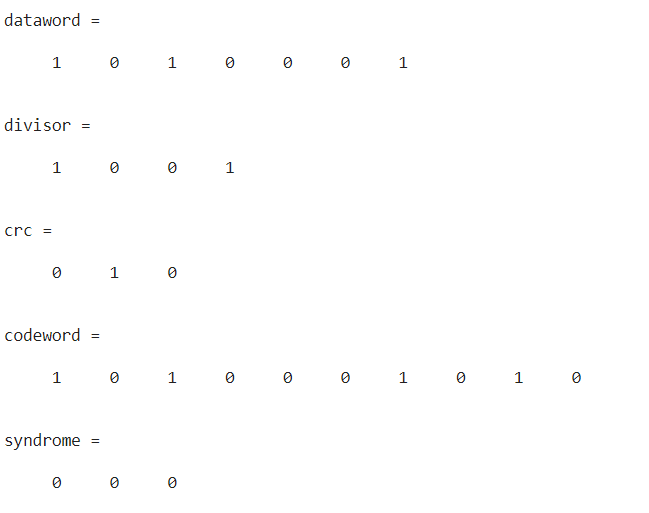 dataword =
1 0 1 0 0 0 1
divisor =
1 0 0 1
crc =
0 1 0
codeword =
1 0 1 0 0 0 1 0 1 0
syndrome =
0 0 0